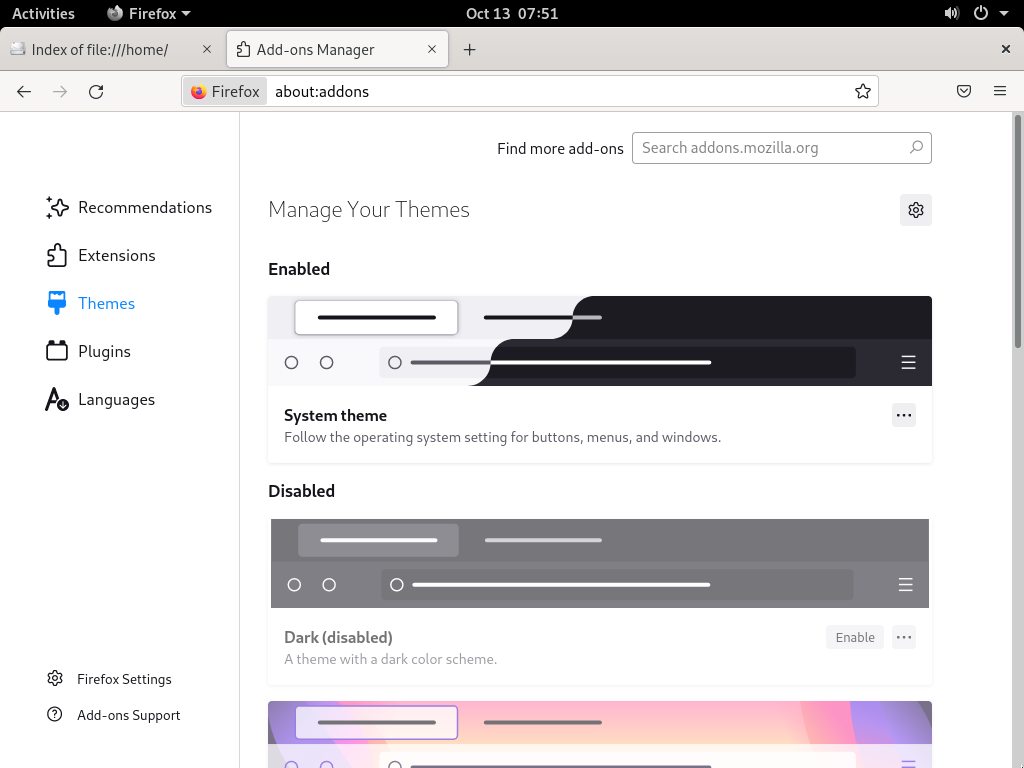 Activities
Firefox
Oct 13 07:51
Index of file:///home/
Add-ons Manager
Firefox
about:addons
Find more add-ons
Search addons.mozilla.org
Recommendations
Extensions
Themes
Plugins
Languages
Firefox Settings
Add-ons Support
Manage Your Themes
Enabled
System theme
Follow the operating system setting for buttons, menus, and windows.
Disabled
Dark (disabled)
Enable
A theme with a dark color scheme.